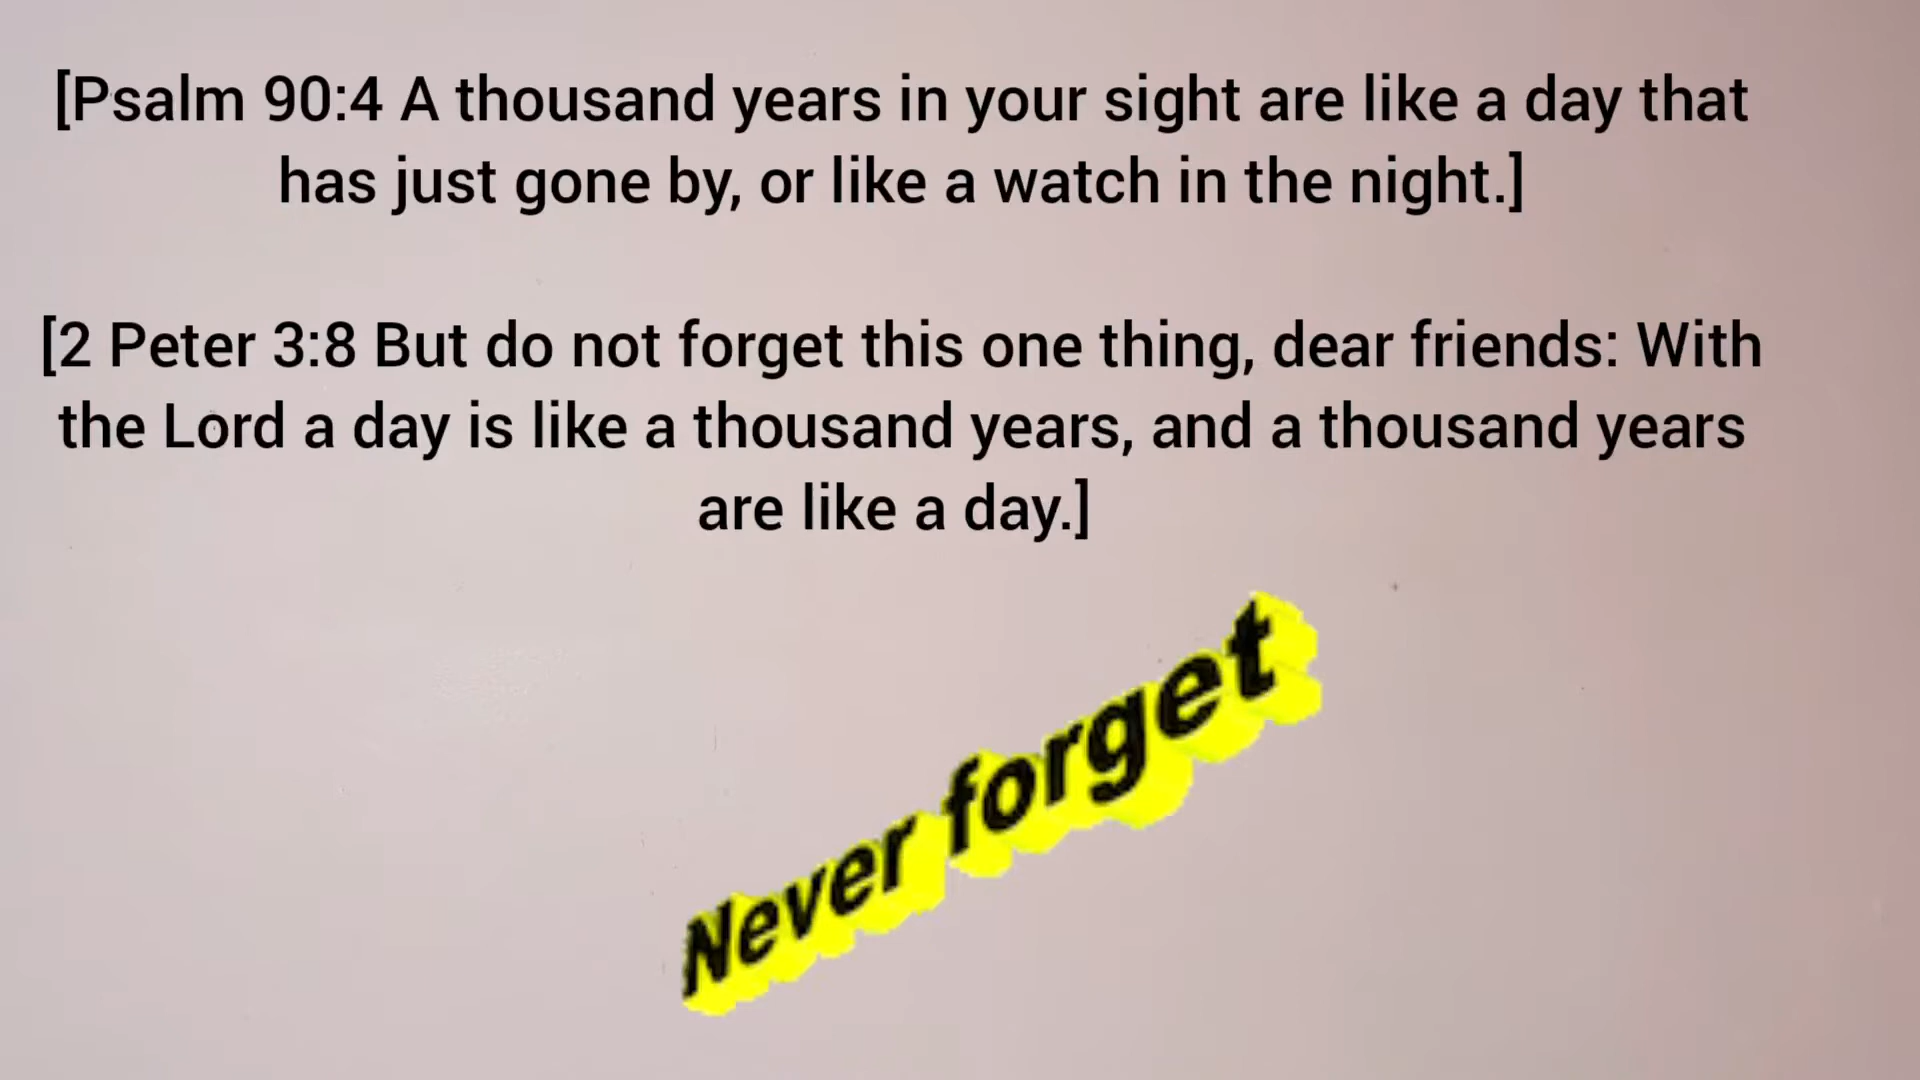 [Psalm 90:4 A thousand years in your sight are like a day that
has just gone by, or like a watch in the night.]
[2 Peter 3:8 But do not forget this one thing, dear friends: With
the Lord a day is like a thousand years, and a thousand years
are like a day.]
Never forget